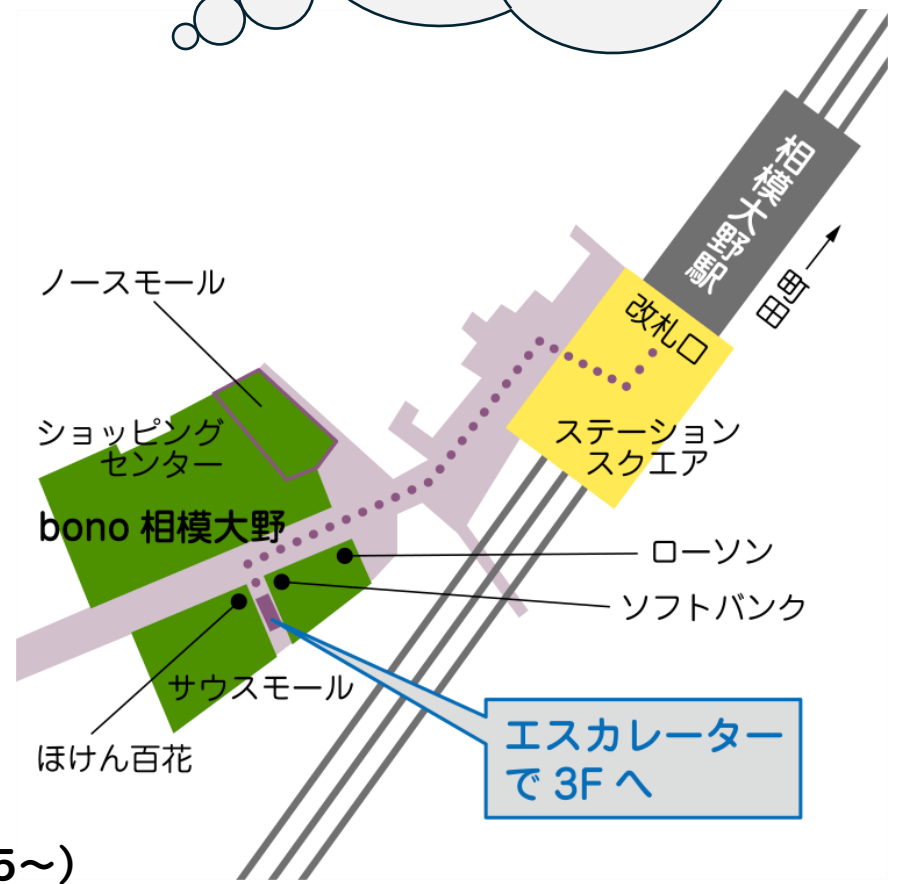 相模大野駅
町田
改札口
ノースモール
ショッピング
センター
ステーション
スクエア
bono 相模大野
ローソン
ソフトバンク
サウスモール
エスカレーター
で 3F へ
ほけん百花
5～）